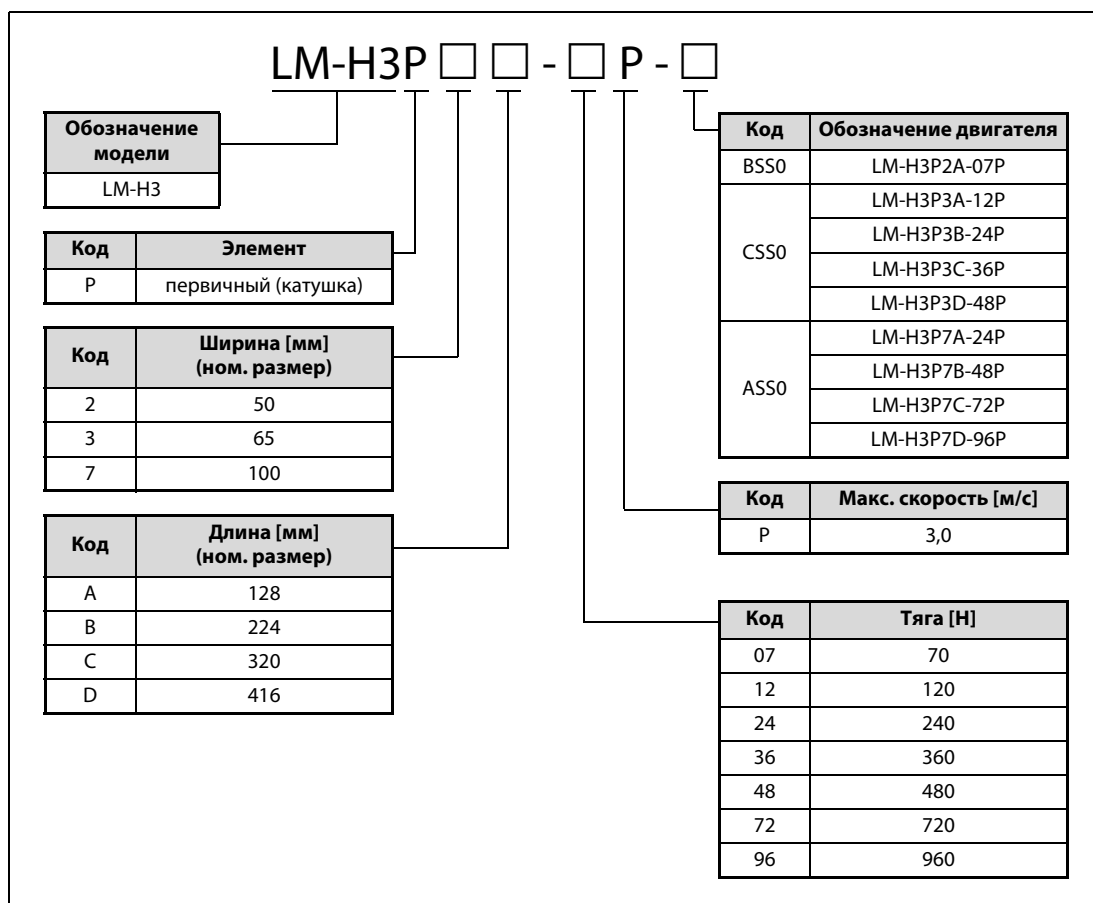 LM-H3P □ □ - □ P - □
Обозначение
модели
LM-H3
Код Элемент
P первичный (катушка)
Код Ширина [мм]
(ном. размер)
2 50
3 65
7 100
Код Длина [мм]
(ном. размер)
A 128
B 224
C 320
D 416
Код Обозначение двигателя
BSS0 LM-H3P2A-07P
CSS0 LM-H3P3A-12P
LM-H3P3B-24P
LM-H3P3C-36P
LM-H3P3D-48P
ASS0 LM-H3P7A-24P
LM-H3P7B-48P
LM-H3P7C-72P
LM-H3P7D-96P
Код Макс. скорость [м/с]
P 3,0
Код Тяга [Н]
07 70
12 120
24 240
36 360
48 480
72 720
96 960